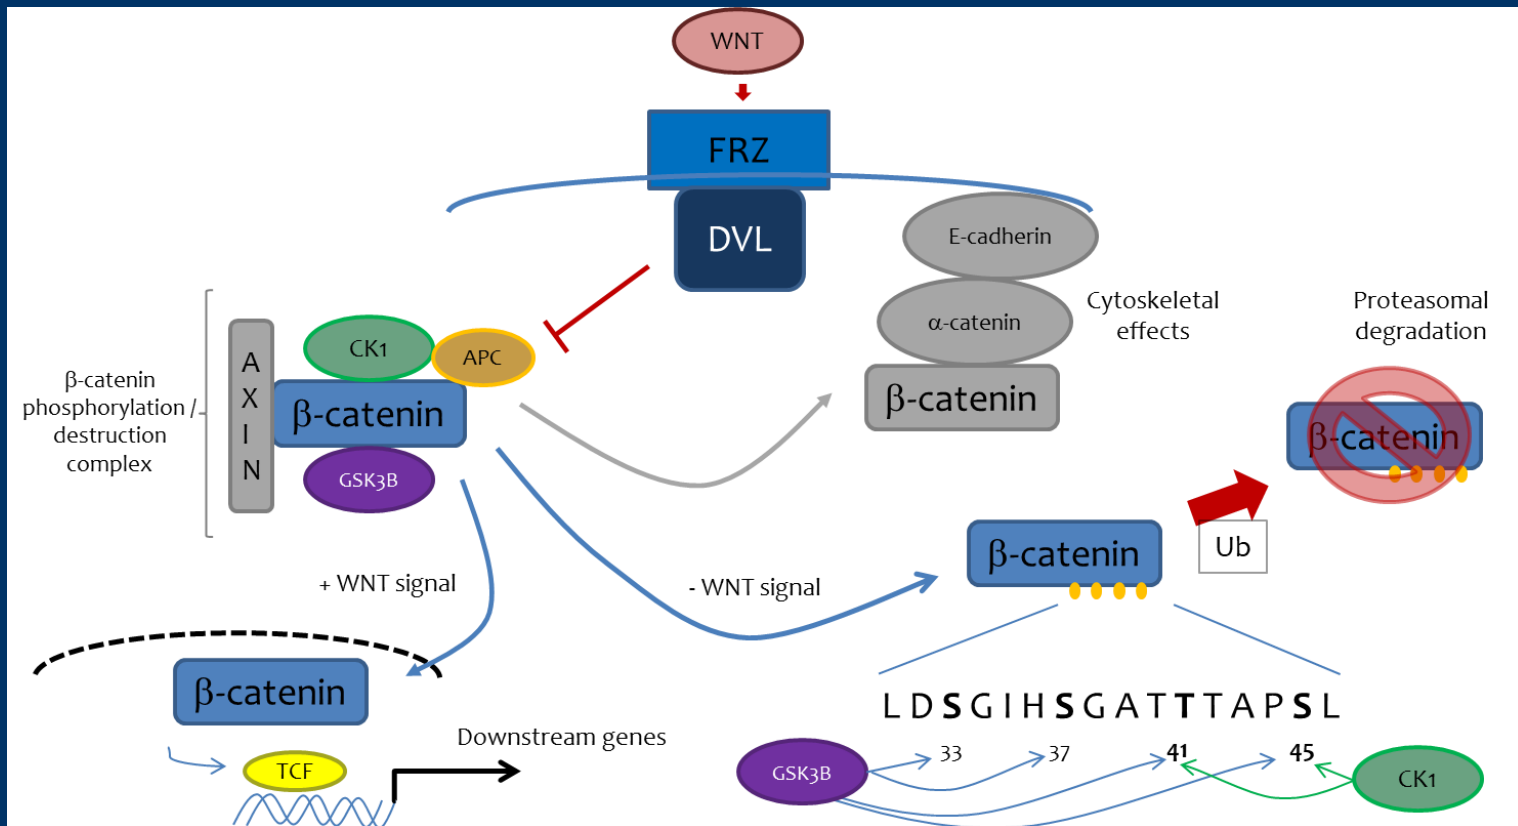 WNT
FRZ
DVL
E-cadherin
α-catenin
β-catenin
Cytoskeletal
effects
Proteasomal
degradation
β-catenin
β-catenin
phosphorylation /
destruction
complex
A
X
I
N
CK1
APC
β-catenin
GSK3B
+ WNT signal
- WNT signal
β-catenin
Ub
β-catenin
TCF
Downstream genes
L D S G I H S G A T T T A P S L
33 37 41 45
GSK3B
CK1